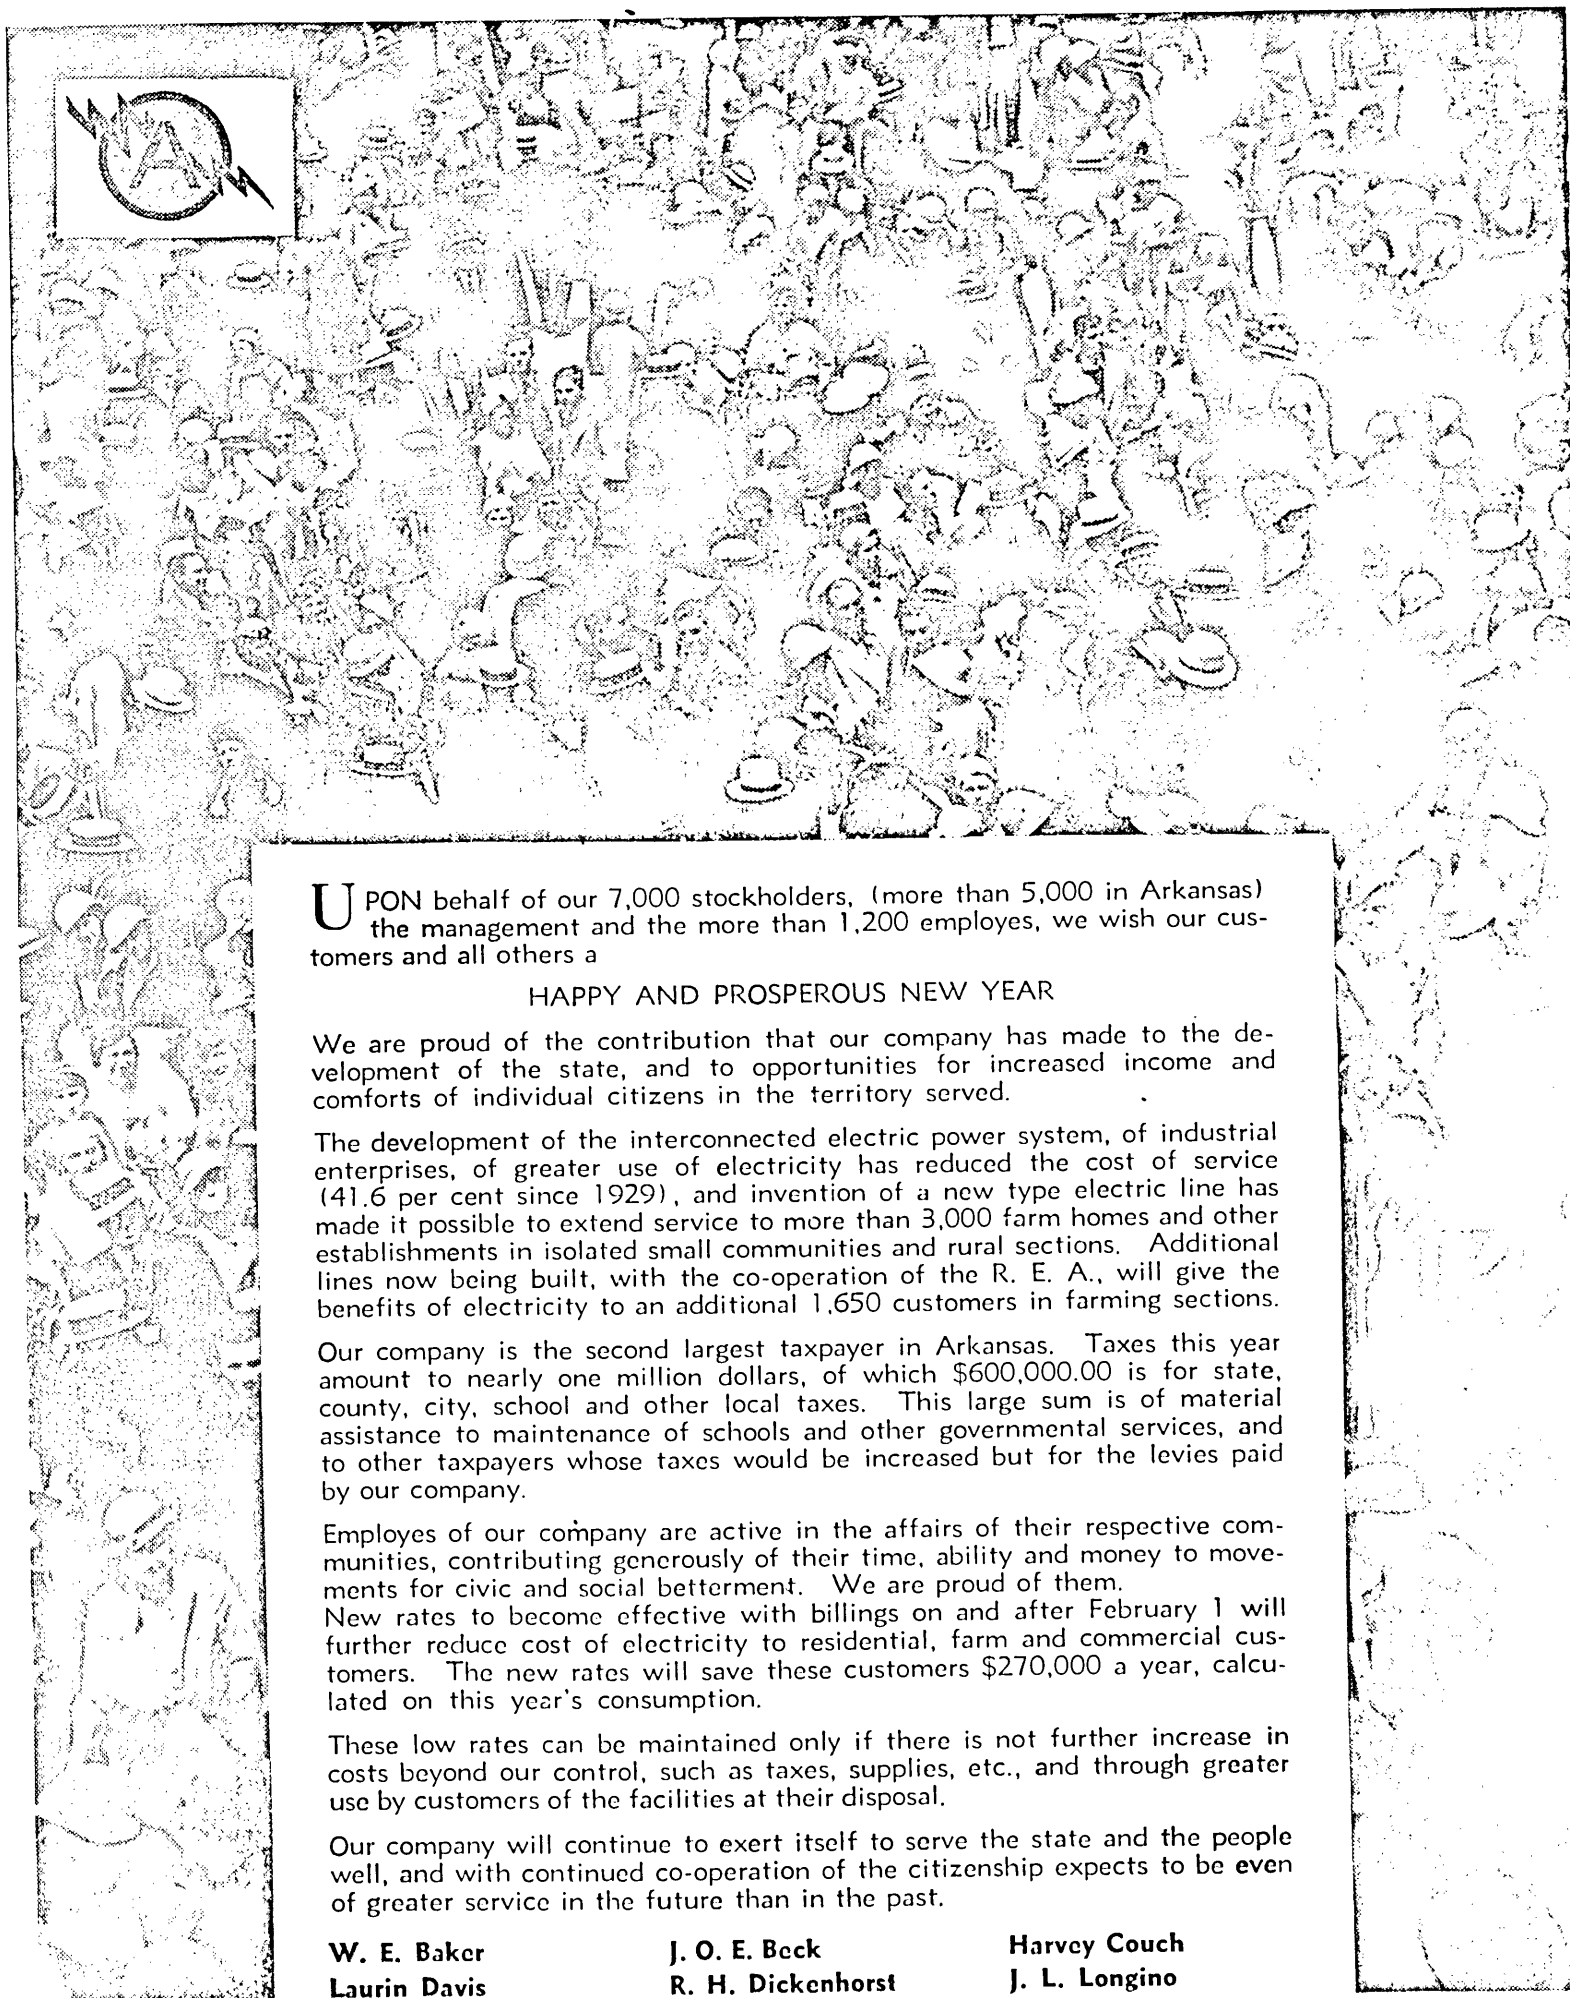 A
UPON behalf of our 7,000 stockholders, (more than 5,000 in Arkansas)
the management and the more than 1,200 employes, we wish our cus-
tomers and all others a
HAPPY AND PROSPEROUS NEW YEAR
We are proud of the contribution that our company has made to the de-
velopment of the state, and to opportunities for increased income and
comforts of individual citizens in the territory served.
The development of the interconnected electric power system, of industrial
enterprises, of greater use of electricity has reduced the cost of service
(41.6 per cent since 1929), and invention of a new type electric line has
made it possible to extend service to more than 3,000 farm homes and other
establishments in isolated small communities and rural sections. Additional
lines now being built, with the co-operation of the R. E. A., will give the
benefits of electricity to an additional 1,650 customers in farming sections.
Our company is the second largest taxpayer in Arkansas. Taxes this year
amount to nearly one million dollars, of which $600,000.00 is for state,
county, city, school and other local taxes. This large sum is of material
assistance to maintenance of schools and other governmental services, and
to other taxpayers whose taxes would be increased but for the levies paid
by our company.
Employes of our company are active in the affairs of their respective com-
munities, contributing generously of their time, ability and money to move-
ments for civic and social betterment. We are proud of them.
New rates to become effective with billings on and after February 1 will
further reduce cost of electricity to residential, farm and commercial cus-
tomers. The new rates will save these customers $270,000 a year, calcu-
lated on this year's consumption.
These low rates can be maintained only if there is not further increase in
costs beyond our control, such as taxes, supplies, etc., and through greater
use by customers of the facilities at their disposal.
Our company will continue to exert itself to serve the state and the people
well, and with continued co-operation of the citizenship expects to be even
of greater service in the future than in the past.
W. E. Baker J. O. E. Beck Harvey Couch
Laurin Davis R. H. Dickenhorst J. L. Longino